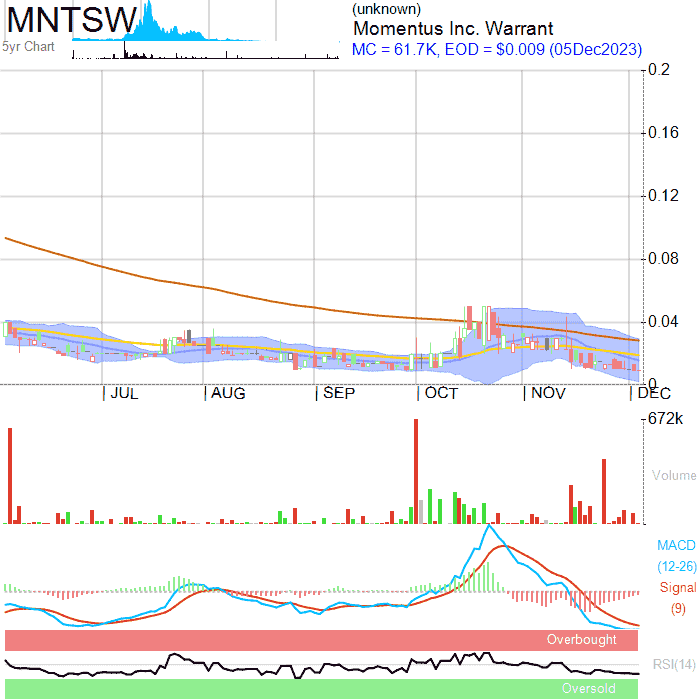 MNTSW
5yr Chart
(unknown)
Momentus Inc. Warrant
MC = 61.7K, EOD = $0.009 (05Dec2023)
0.2
0.16
0.12
0.08
0.04
0
JUL AUG SEP OCT NOV DEC
672k
Volume
MACD
(12-26)
Signal
(9)
Overbought
RSI(14)
Oversold